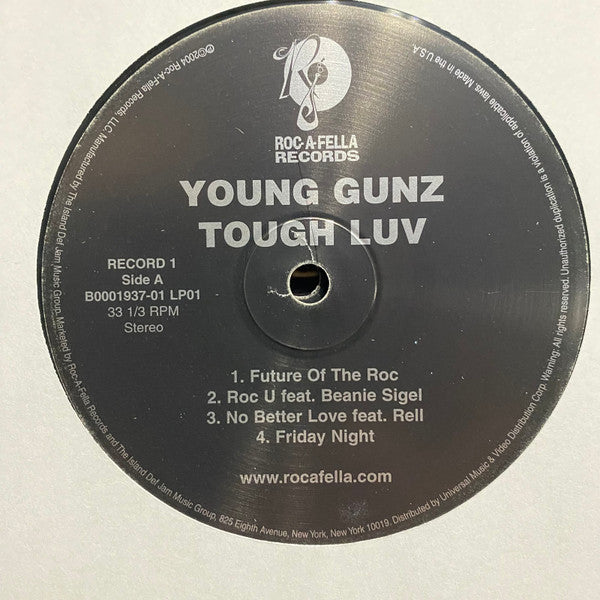 ROC-A-FELLA
RECORDS
YOUNG GUNZ
TOUGH LUV
RECORD 1
Side A
B0001937-01 LP01
33 1/3 RPM
Stereo
1. Future Of The Roc
2. Roc U feat. Beanie Sigel
3. No Better Love feat. Rell
4. Friday Night
www.rocafella.com
℗©2004 Roc-A-Fella Records, LLC. Manufactured by The Island Def Jam Music Group. Marketed by Roc-A-Fella Records and The Island Def Jam Music Group, 825 Eighth Avenue, New York, New York 10019. Distributed by Universal Music & Video Distribution Corp. Warning: All rights reserved. Unauthorized duplication is a violation of applicable laws. Made in the U.S.A.